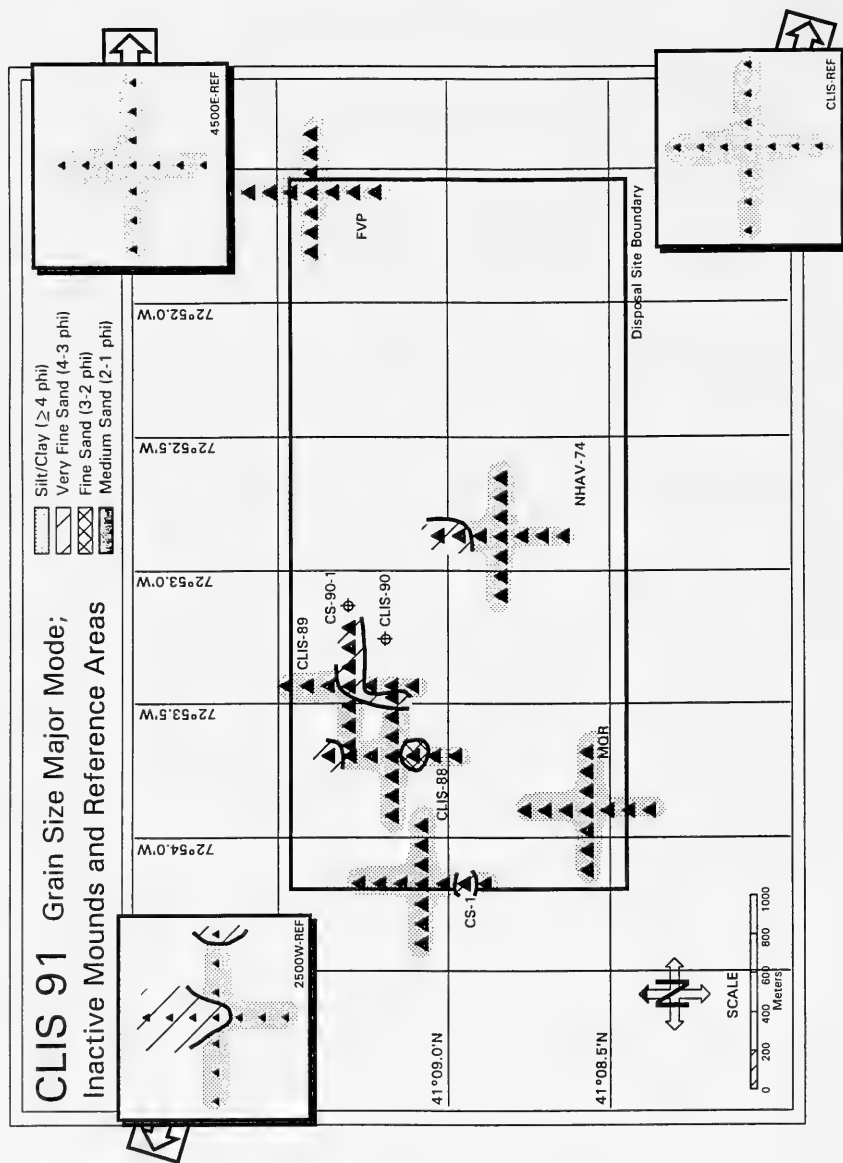 CLIS 91 Grain Size Major Mode;
Inactive Mounds and Reference Areas
Silt/Clay (≥4 phi)
Very Fine Sand (4-3 phi)
Fine Sand (3-2 phi)
Medium Sand (2-1 phi)
2500W-REF
4500E-REF
72°54.0'W
72°53.5'W
72°53.0'W
72°52.5'W
72°52.0'W
CLIS-89
CS-90-1
CLIS-90
FVP
CLIS-88
41°09.0'N
CS-1
NHAV-74
MQR
41°08.5'N
Disposal Site Boundary
CLIS-REF
N
SCALE
0 200 400 600 800 1000
Meters